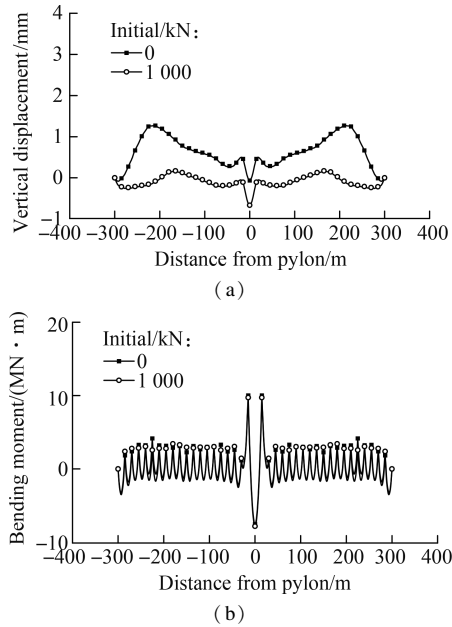 4
3
2
1
0
−1
Vertical displacement/mm
Initial/kN:
0
1 000
−400 −300 −200 −100 0 100 200 300 400
Distance from pylon/m
(a)
20
10
0
−10
Bending moment/(MN · m)
Initial/kN:
0
1 000
−400 −300 −200 −100 0 100 200 300 400
Distance from pylon/m
(b)